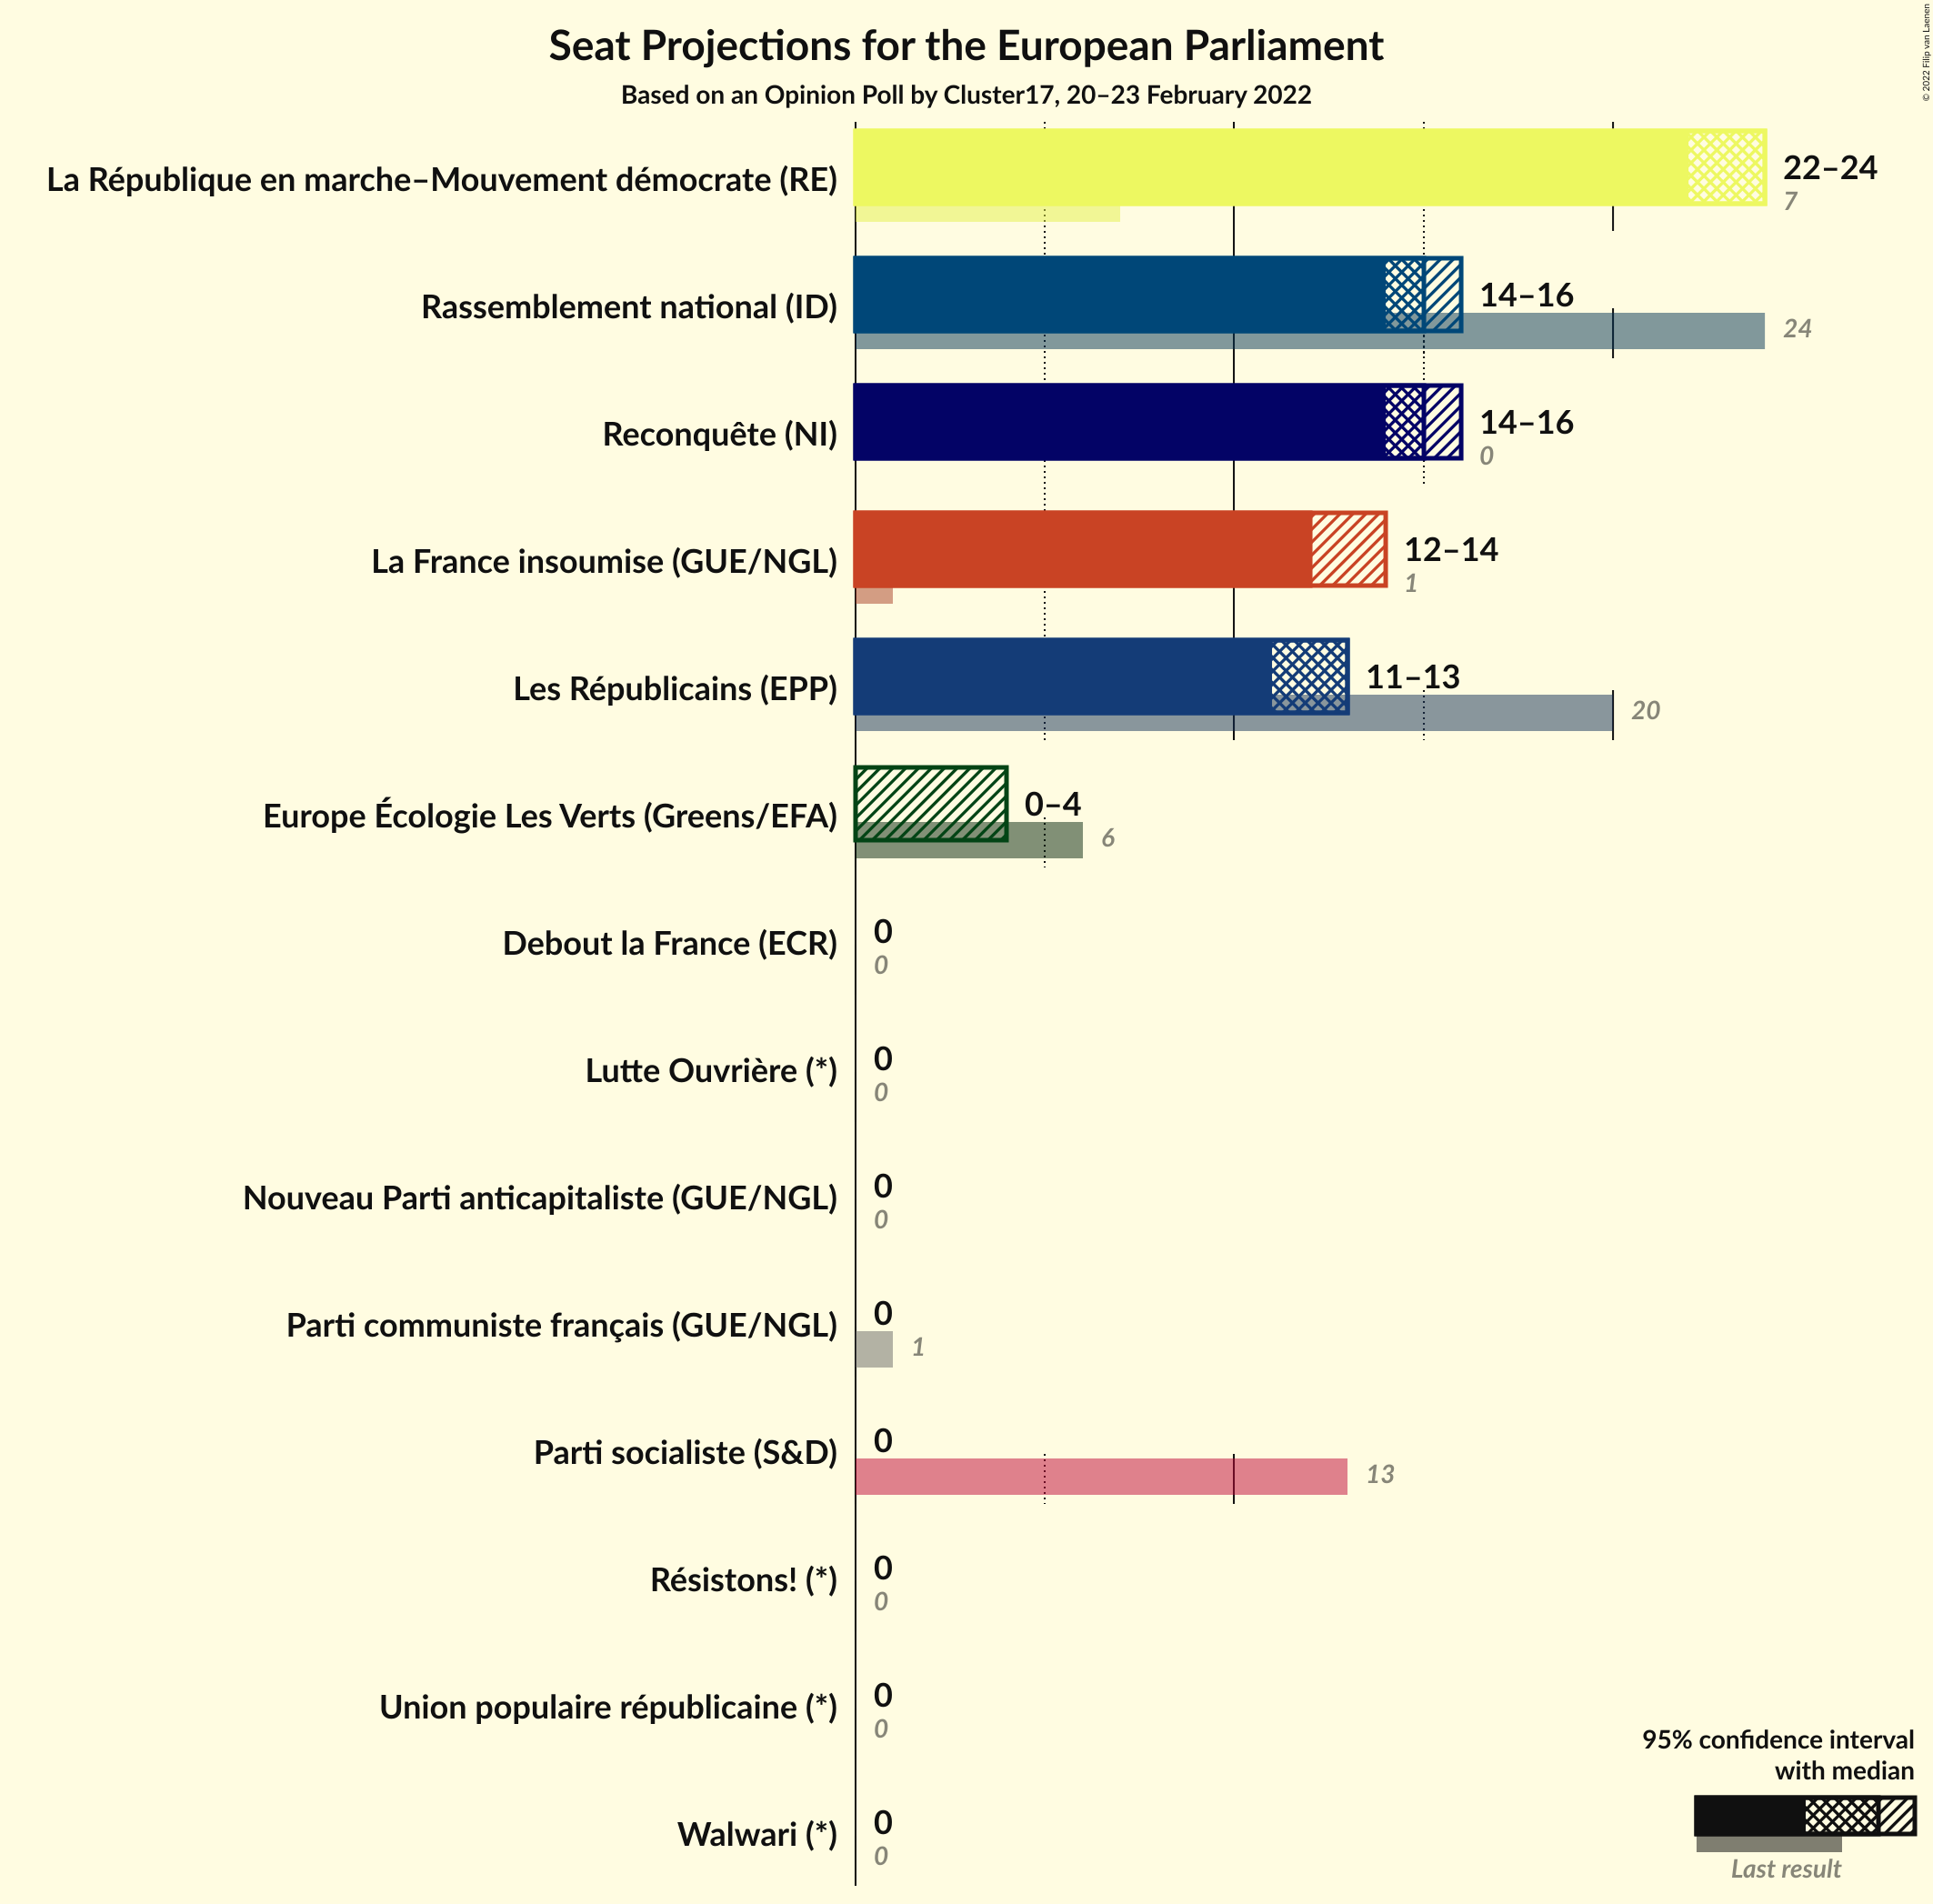 Seat Projections for the European Parliament
Based on an Opinion Poll by Cluster17, 20–23 February 2022
© 2022 Filip van Laenen
La République en marche–Mouvement démocrate (RE)
22–24
7
Rassemblement national (ID)
14–16
24
Reconquête (NI)
14–16
0
La France insoumise (GUE/NGL)
12–14
1
Les Républicains (EPP)
11–13
20
Europe Écologie Les Verts (Greens/EFA)
0–4
6
Debout la France (ECR)
0
0
Lutte Ouvrière (*)
0
0
Nouveau Parti anticapitaliste (GUE/NGL)
0
0
Parti communiste français (GUE/NGL)
0
1
Parti socialiste (S&D)
0
13
Résistons! (*)
0
0
Union populaire républicaine (*)
0
0
Walwari (*)
0
0
95% confidence interval
with median
Last result